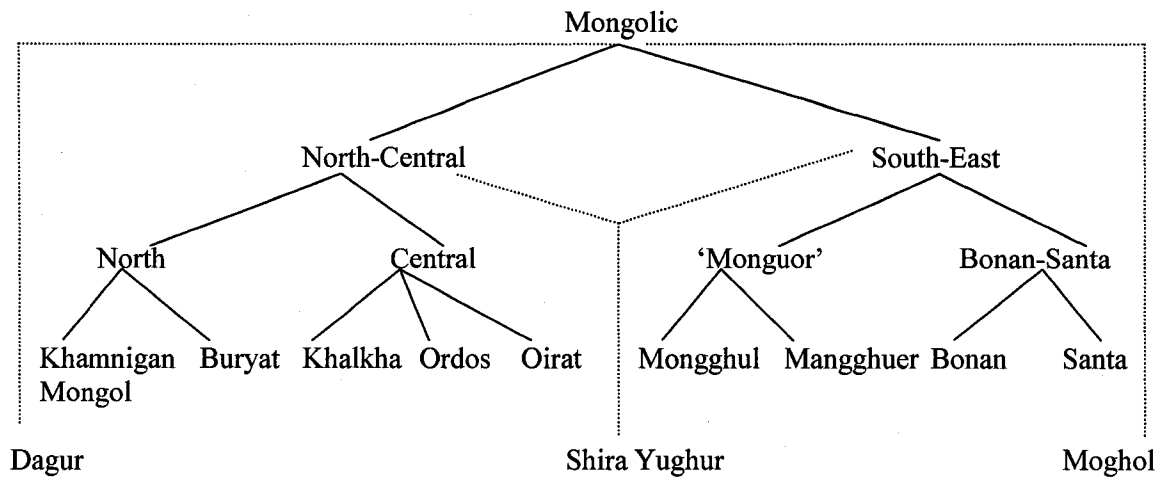 Mongolic
North-Central South-East
North Central ‘Monguor’ Bonan-Santa
Khamnigan Buryat Khalkha Ordos Oirat Mongghul Mangghuer Bonan Santa
Mongol
Dagur Shira Yughur Moghol